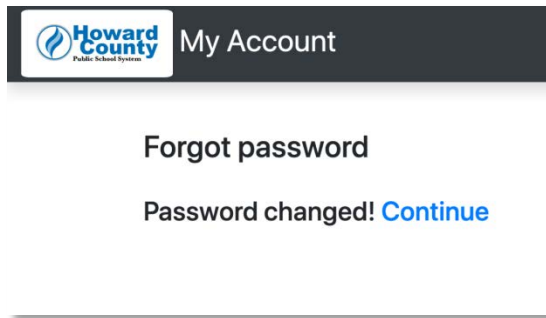 Howard
County
Public School System
My Account
Forgot password
Password changed! Continue